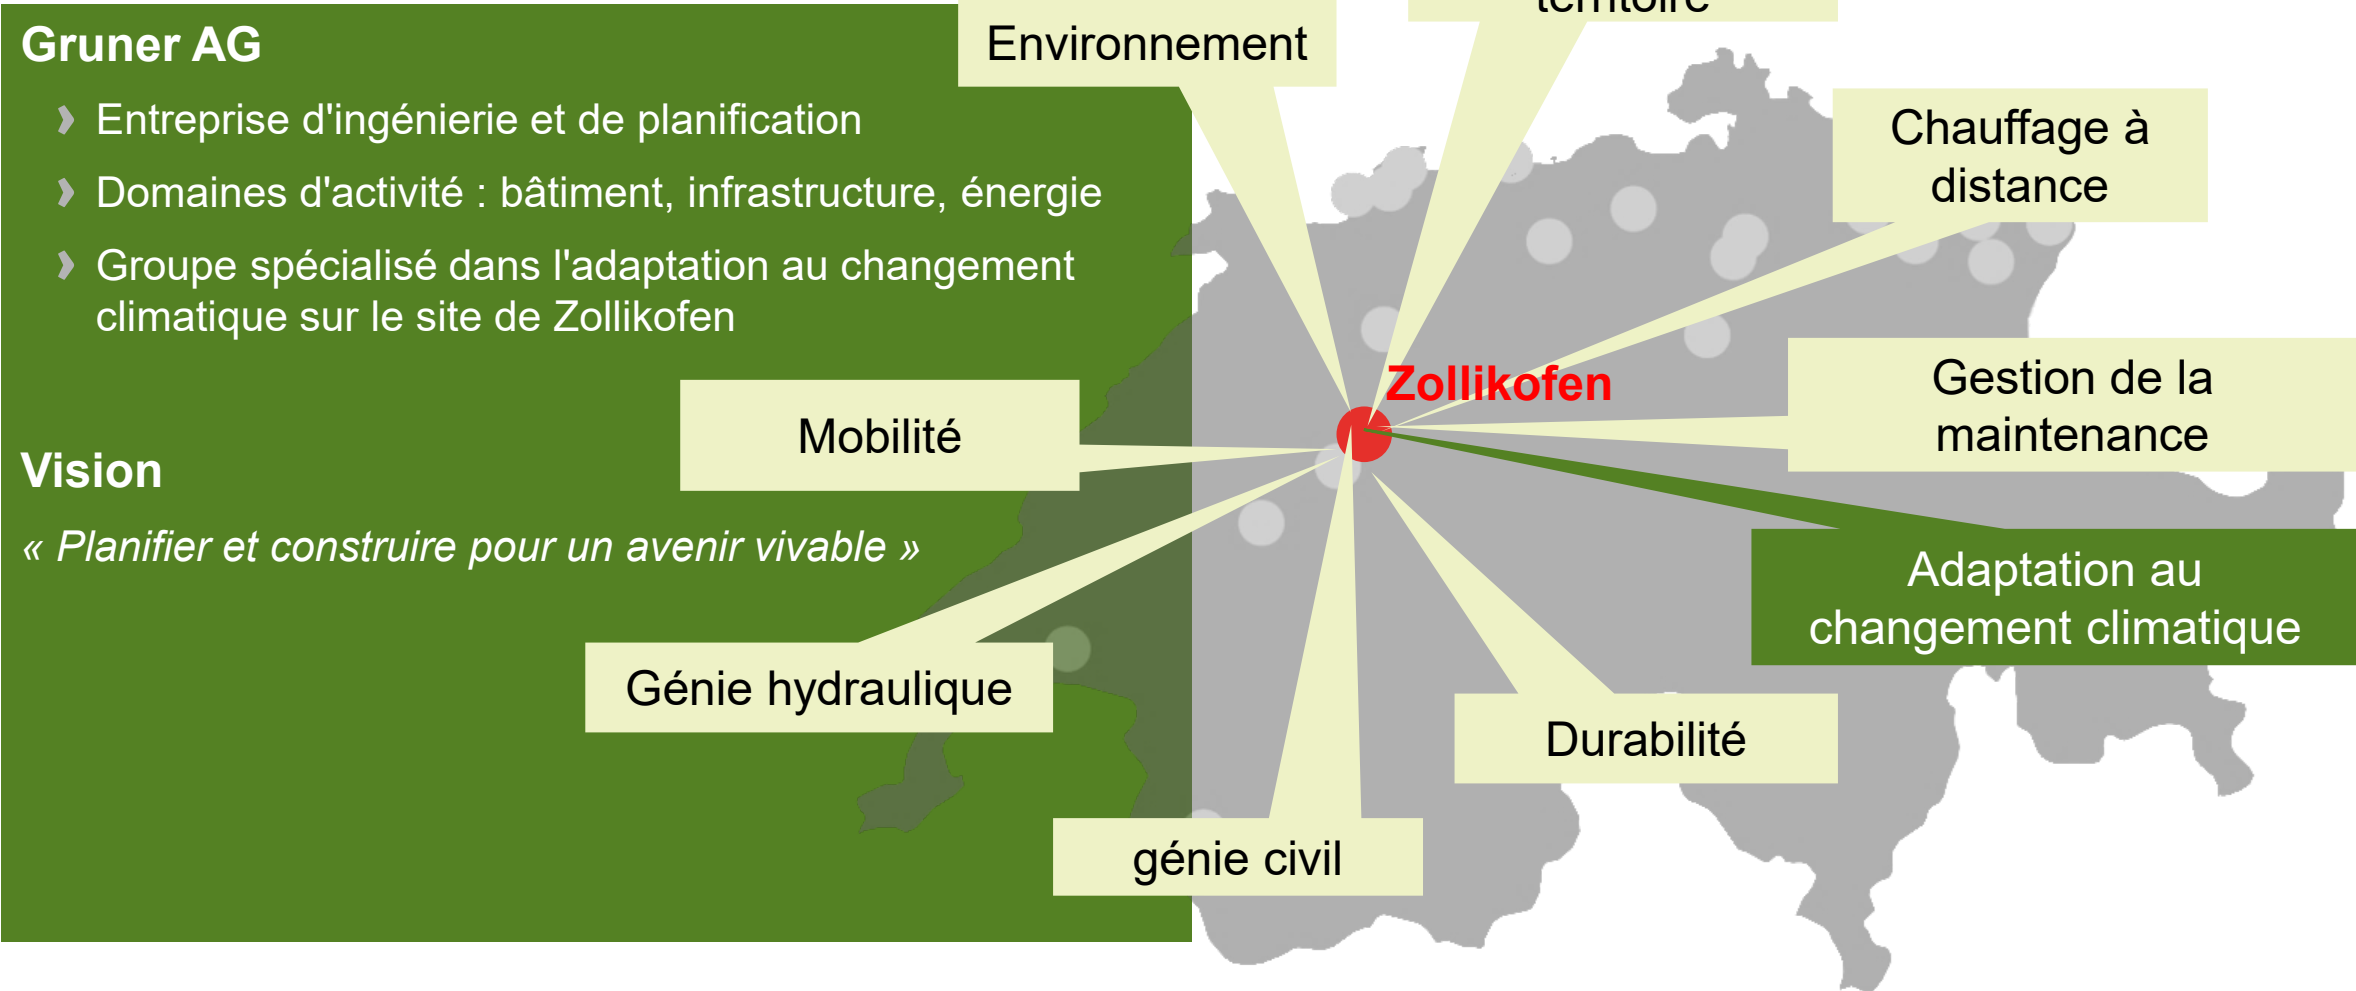 Gruner AG
Entreprise d'ingénierie et de planification
Domaines d'activité : bâtiment, infrastructure, énergie
Groupe spécialisé dans l'adaptation au changement
climatique sur le site de Zollikofen
Vision
« Planifier et construire pour un avenir vivable »
Environnement
territoire
Chauffage à
distance
Zollikofen
Gestion de la
maintenance
Mobilité
Adaptation au
changement climatique
Génie hydraulique
Durabilité
génie civil